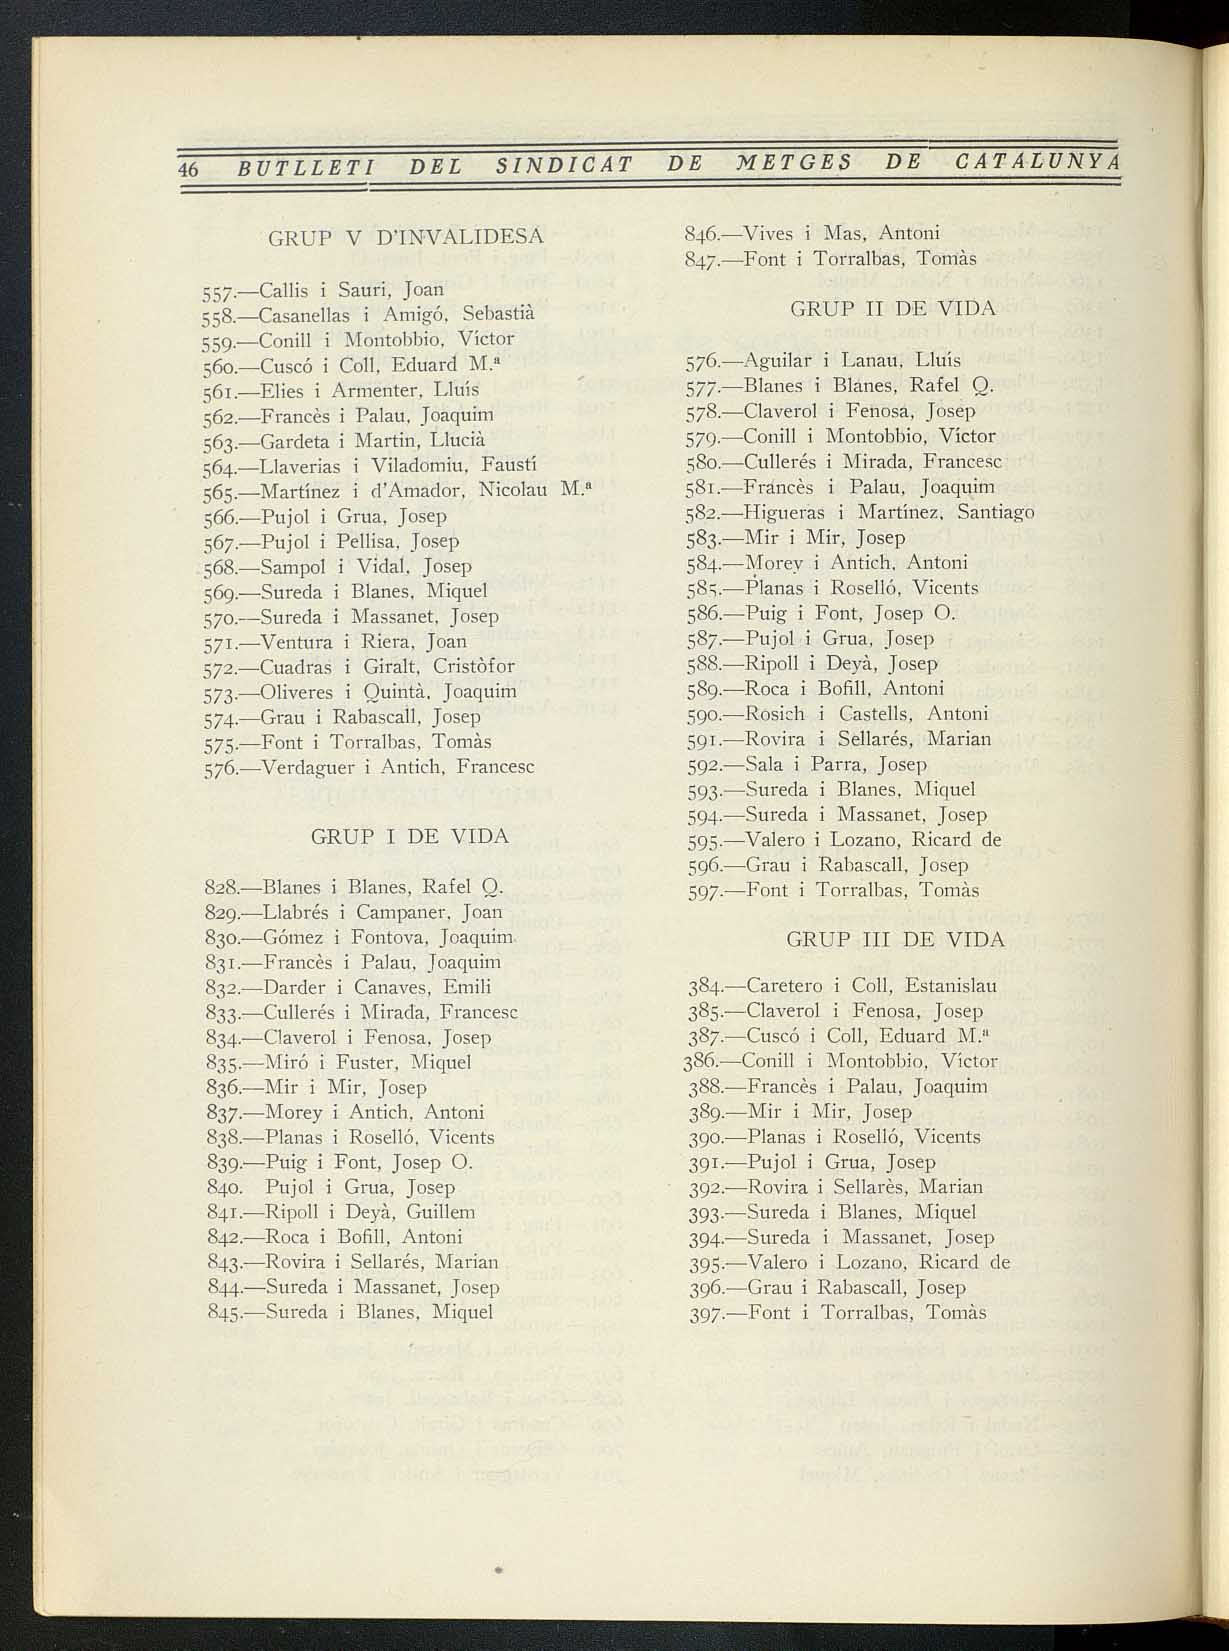 46 BUTLLETI DEL SINDICAT DE METGES DE CATALUNYA
GRUP V D'INVALIDESA
557.—Callis i Sauri, Joan
558.—Casanellas i Amigó, Sebastià
559.—Conill i Montobbio, Víctor
560.—Cuscó i Coll, Eduard M.ª
561.—Elies i Armenter, Lluís
562.—Francès i Palau, Joaquim
563.—Gardeta i Martin, Llucià
564.—Llaverias i Viladomiu, Faustí
565.—Martínez i d'Amador, Nicolau M.ª
566.—Pujol i Grua, Josep
567.—Pujol i Pellisa, Josep
568.—Sampol i Vidal, Josep
569.—Sureda i Blanes, Miquel
570.—Sureda i Massanet, Josep
571.—Ventura i Riera, Joan
572.—Cuadras i Giralt, Cristòfor
573.—Oliveres i Quintà, Joaquim
574.—Grau i Rabascall, Josep
575.—Font i Torralbas, Tomàs
576.—Verdaguer i Antich, Francesc
GRUP I DE VIDA
828.—Blanes i Blanes, Rafel Q.
829.—Llabrés i Campaner, Joan
830.—Gómez i Fontova, Joaquim
831.—Francès i Palau, Joaquim
832.—Darder i Canaves, Emili
833.—Cullerés i Mirada, Francesc
834.—Claverol i Fenosa, Josep
835.—Miró i Fuster, Miquel
836.—Mir i Mir, Josep
837.—Morey i Antich, Antoni
838.—Planas i Roselló, Vicents
839.—Puig i Font, Josep O.
840. Pujol i Grua, Josep
841.—Ripoll i Deyà, Guillem
842.—Roca i Bofill, Antoni
843.—Rovira i Sellarés, Marian
844.—Sureda i Massanet, Josep
845.—Sureda i Blanes, Miquel
846.—Vives i Mas, Antoni
847.—Font i Torralbas, Tomàs
GRUP II DE VIDA
576.—Aguilar i Lanau, Lluís
577.—Blanes i Blanes, Rafel Q.
578.—Claverol i Fenosa, Josep
579.—Conill i Montobbio, Víctor
580.—Cullerés i Mirada, Francesc
581.—Francès i Palau, Joaquim
582.—Higueras i Martínez, Santiago
583.—Mir i Mir, Josep
584.—Morey i Antich, Antoni
585.—Planas i Roselló, Vicents
586.—Puig i Font, Josep O.
587.—Pujol i Grua, Josep
588.—Ripoll i Deyà, Josep
589.—Roca i Bofill, Antoni
590.—Rosich i Castells, Antoni
591.—Rovira i Sellarés, Marian
592.—Sala i Parra, Josep
593.—Sureda i Blanes, Miquel
594.—Sureda i Massanet, Josep
595.—Valero i Lozano, Ricard de
596.—Grau i Rabascall, Josep
597.—Font i Torralbas, Tomàs
GRUP III DE VIDA
384.—Caretero i Coll, Estanislau
385.—Claverol i Fenosa, Josep
387.—Cuscó i Coll, Eduard M.ª
386.—Conill i Montobbio, Víctor
388.—Francès i Palau, Joaquim
389.—Mir i Mir, Josep
390.—Planas i Roselló, Vicents
391.—Pujol i Grua, Josep
392.—Rovira i Sellarès, Marian
393.—Sureda i Blanes, Miquel
394.—Sureda i Massanet, Josep
395.—Valero i Lozano, Ricard de
396.—Grau i Rabascall, Josep
397.—Font i Torralbas, Tomàs